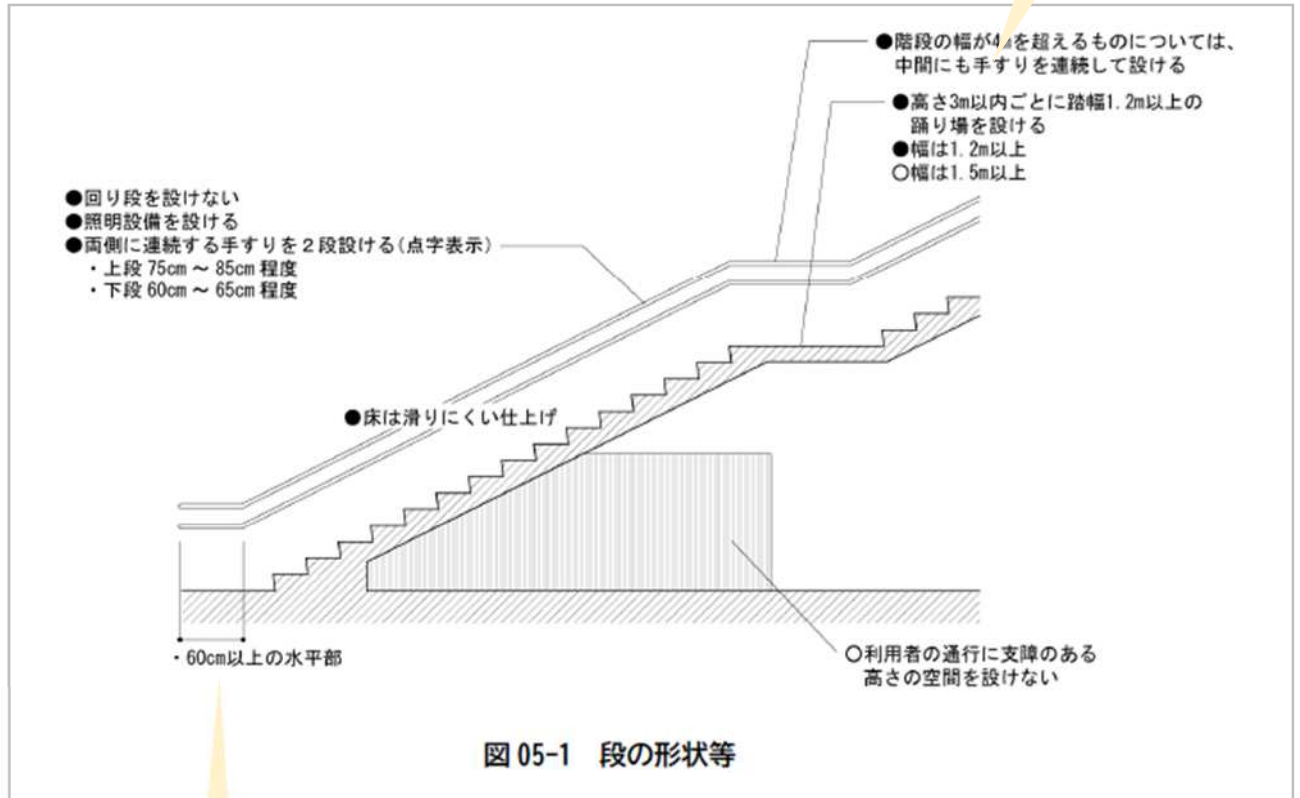 ●階段の幅が4mを超えるものについては、
中間にも手すりを連続して設ける
●高さ3m以内ごとに踏幅1.2m以上の
踊り場を設ける
●幅は1.2m以上
○幅は1.5m以上
●回り段を設けない
●照明設備を設ける
●両側に連続する手すりを2段設ける(点字表示)
・上段 75cm ～ 85cm 程度
・下段 60cm ～ 65cm 程度
●床は滑りにくい仕上げ
・60cm以上の水平部
○利用者の通行に支障のある
高さの空間を設けない
図 05-1 段の形状等